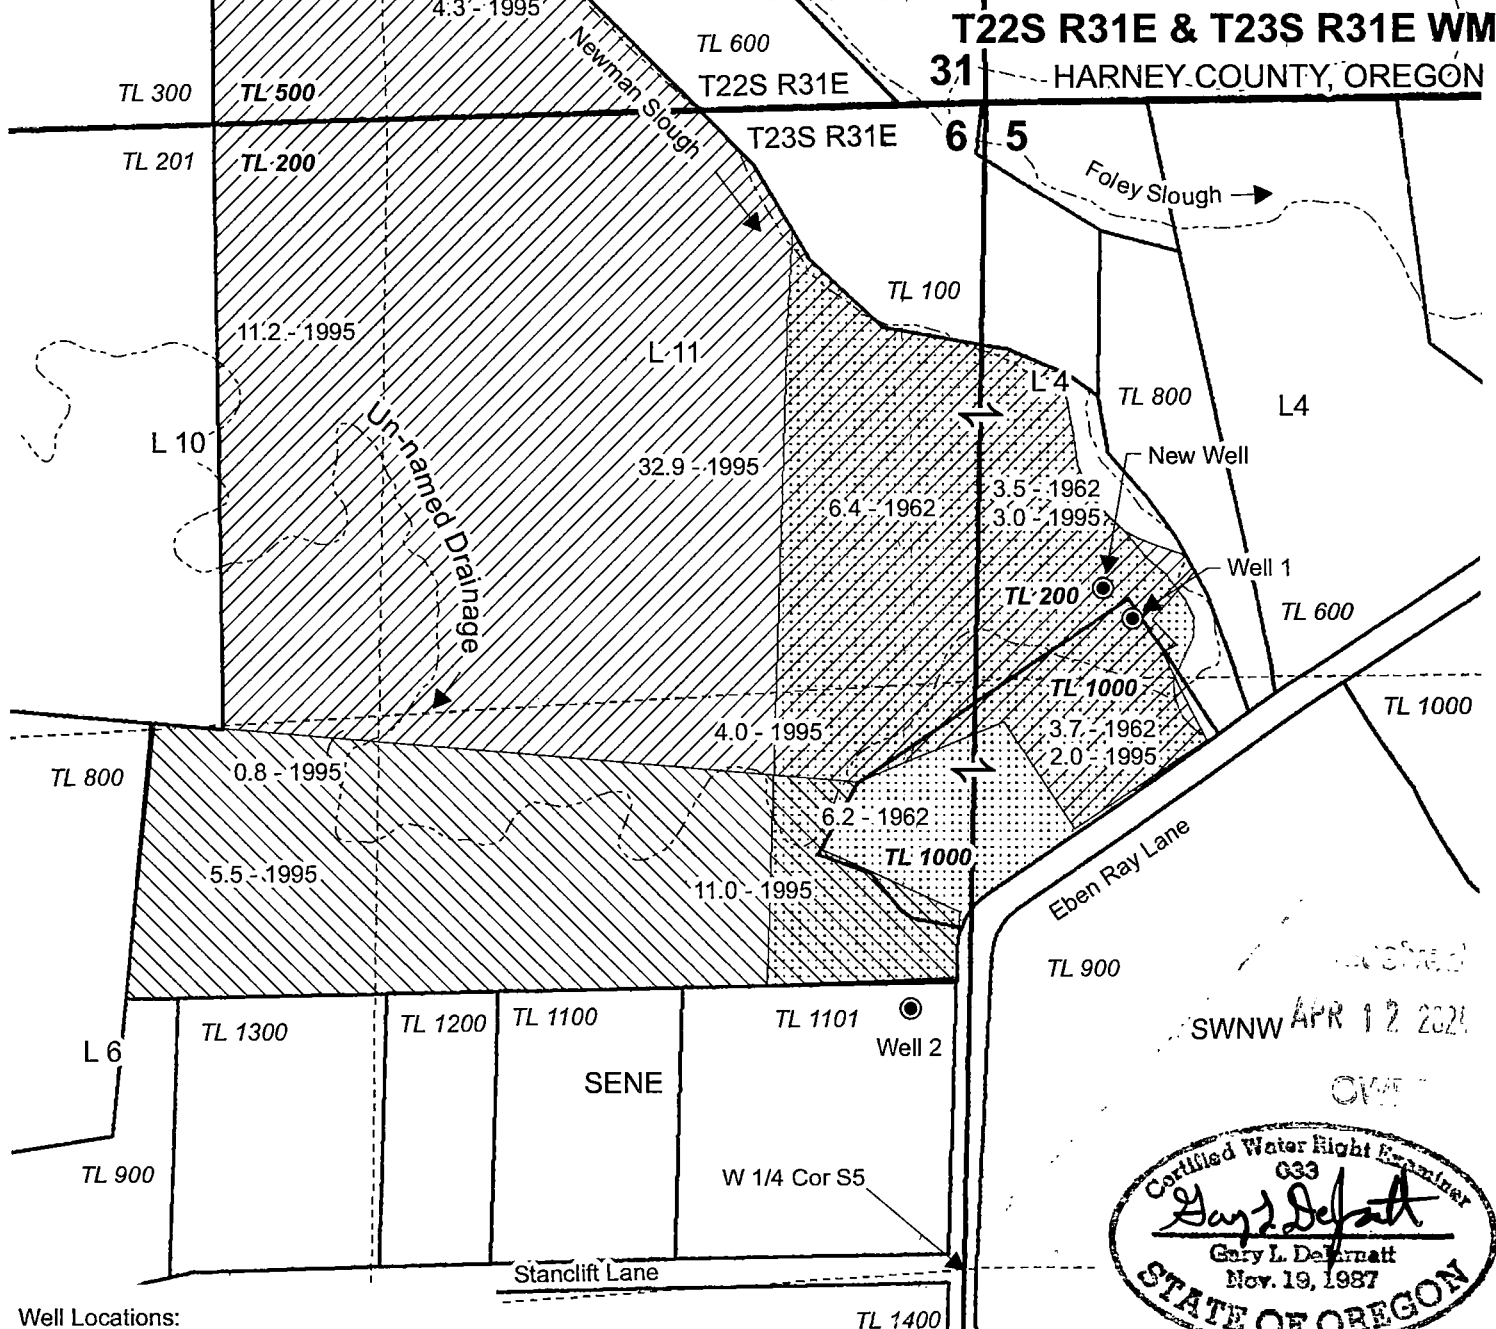 4.3 - 1995
T22S R31E & T23S R31E WM
TL 600
31
HARNEY COUNTY, OREGON
T22S R31E
TL 300
TL 500
Newman Slough
T23S R31E
6
5
TL 201
TL 200
Foley Slough
TL 100
11.2 - 1995
L 11
L 4
TL 800
L4
L 10
Un-named Drainage
New Well
32.9 - 1995
3.5 - 1962
3.0 - 1995
6.4 - 1962
Well 1
TL 200
TL 600
TL 1000
TL 1000
4.0 - 1995
3.7 - 1962
2.0 - 1995
TL 800
0.8 - 1995
6.2 - 1962
TL 1000
5.5 - 1995
11.0 - 1995
Eben Ray Lane
TL 900
TL 1300
TL 1200
TL 1100
TL 1101
SWNW
APR 12
L 6
Well 2
SENE
TL 900
W 1/4 Cor S5
Certified Water Right Examiner
033
Gary L.
Nov. 19, 1987
STATE OF OREGON
Stanclift Lane
Well Locations:
TL 1400